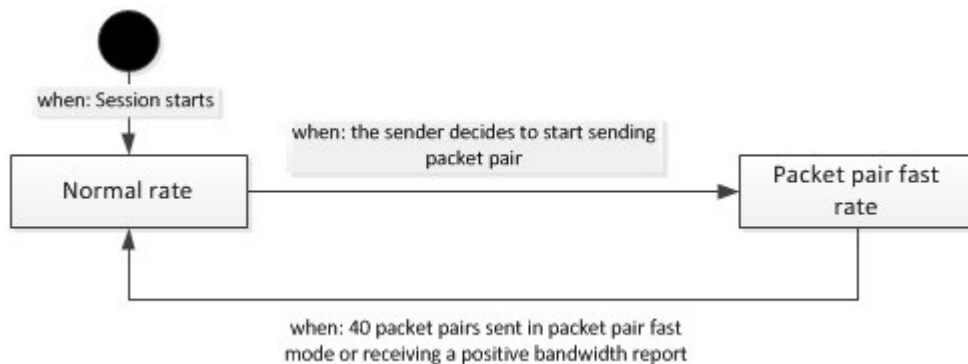 when: Session starts
when: the sender decides to start sending
packet pair
Normal rate
Packet pair fast
rate
when: 40 packet pairs sent in packet pair fast
mode or receiving a positive bandwidth report